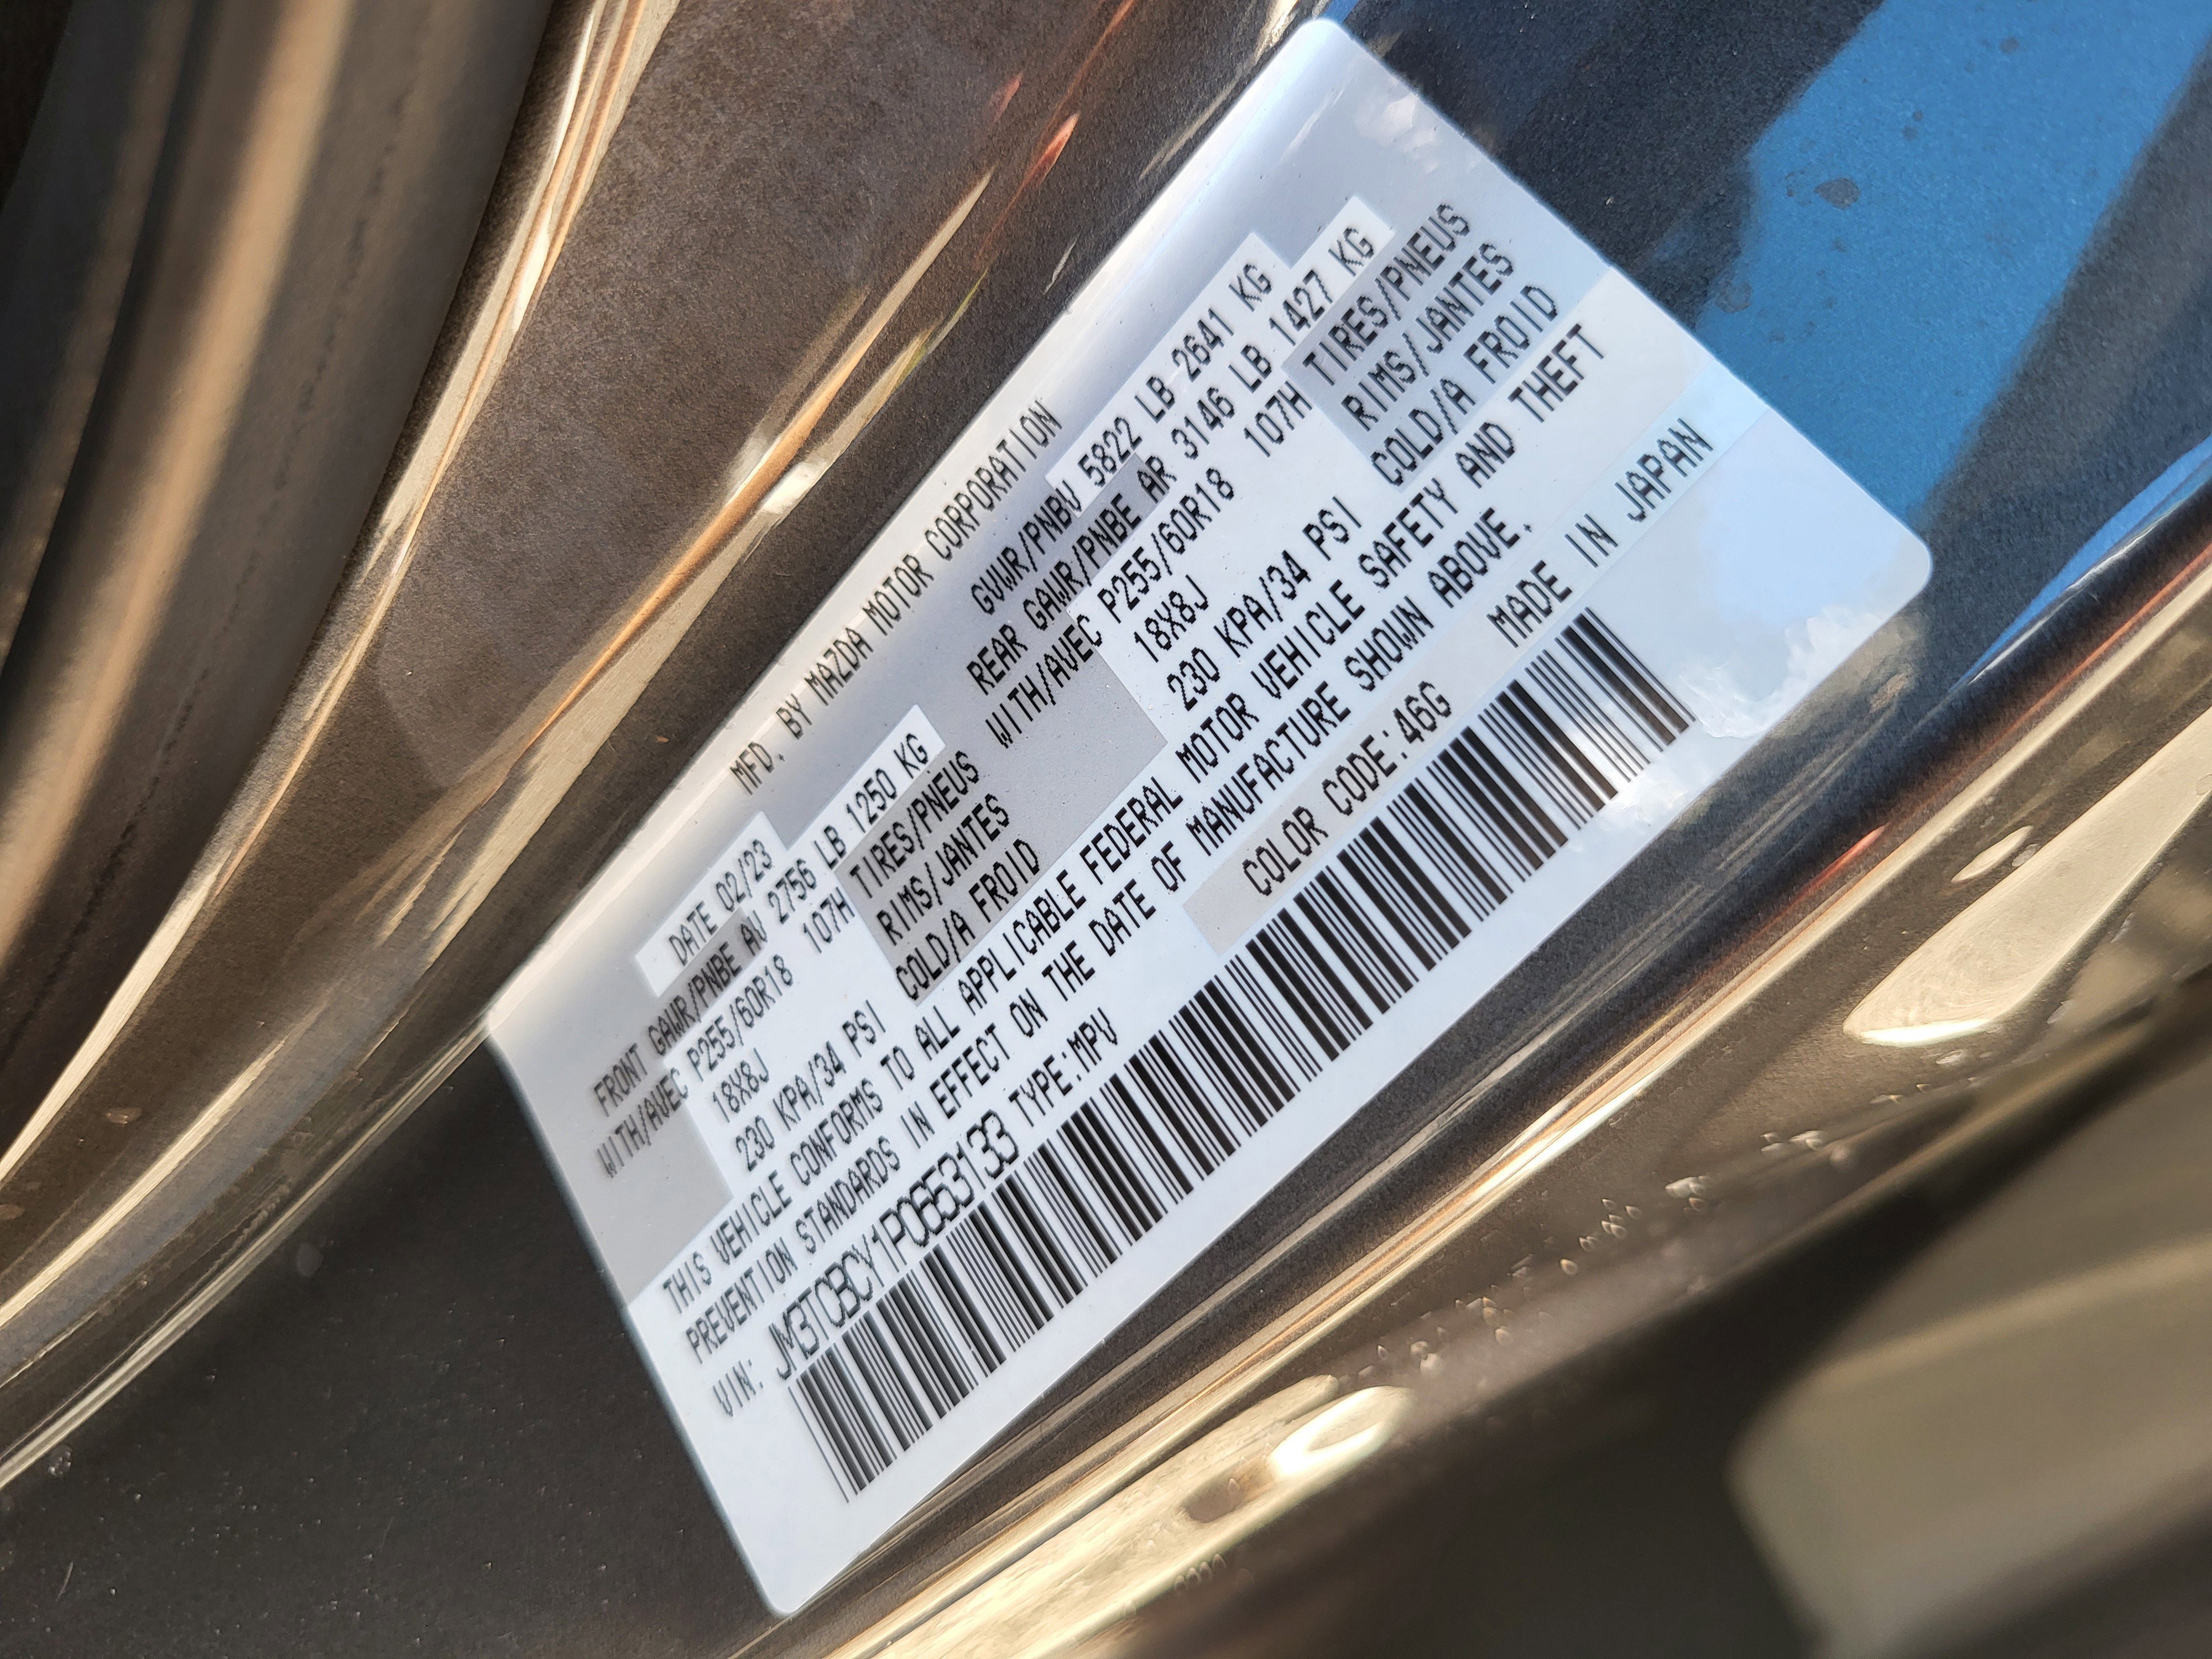 MFD. BY MAZDA MOTOR CORPORATION
DATE 02/23 GVWR/PNBV 5822 LB 2641 KG
FRONT GAWR/PNBE AV 2756 LB 1250 KG REAR GAWR/PNBE AR 3146 LB 1427 KG
WITH/AVEC P255/60R18 107H TIRES/PNEUS WITH/AVEC P255/60R18 107H TIRES/PNEUS
18X8J RIMS/JANTES 18X8J RIMS/JANTES
230 KPA/34 PSI COLD/A FROID 230 KPA/34 PSI COLD/A FROID
THIS VEHICLE CONFORMS TO ALL APPLICABLE FEDERAL MOTOR VEHICLE SAFETY AND THEFT
PREVENTION STANDARDS IN EFFECT ON THE DATE OF MANUFACTURE SHOWN ABOVE.
VIN: JM3TCBCY1P0653133 TYPE:MPV COLOR CODE:46G MADE IN JAPAN